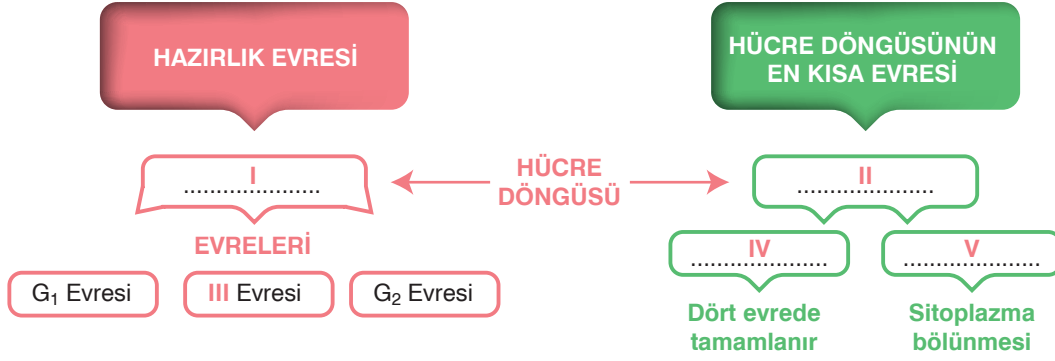 HAZIRLIK EVRESİ
HÜCRE DÖNGÜSÜNÜN
EN KISA EVRESİ
I
.....................
HÜCRE
DÖNGÜSÜ
II
.....................
EVRELERİ
G₁ Evresi
III Evresi
G₂ Evresi
IV
.....................
V
.....................
Dört evrede
tamamlanır
Sitoplazma
bölünmesi